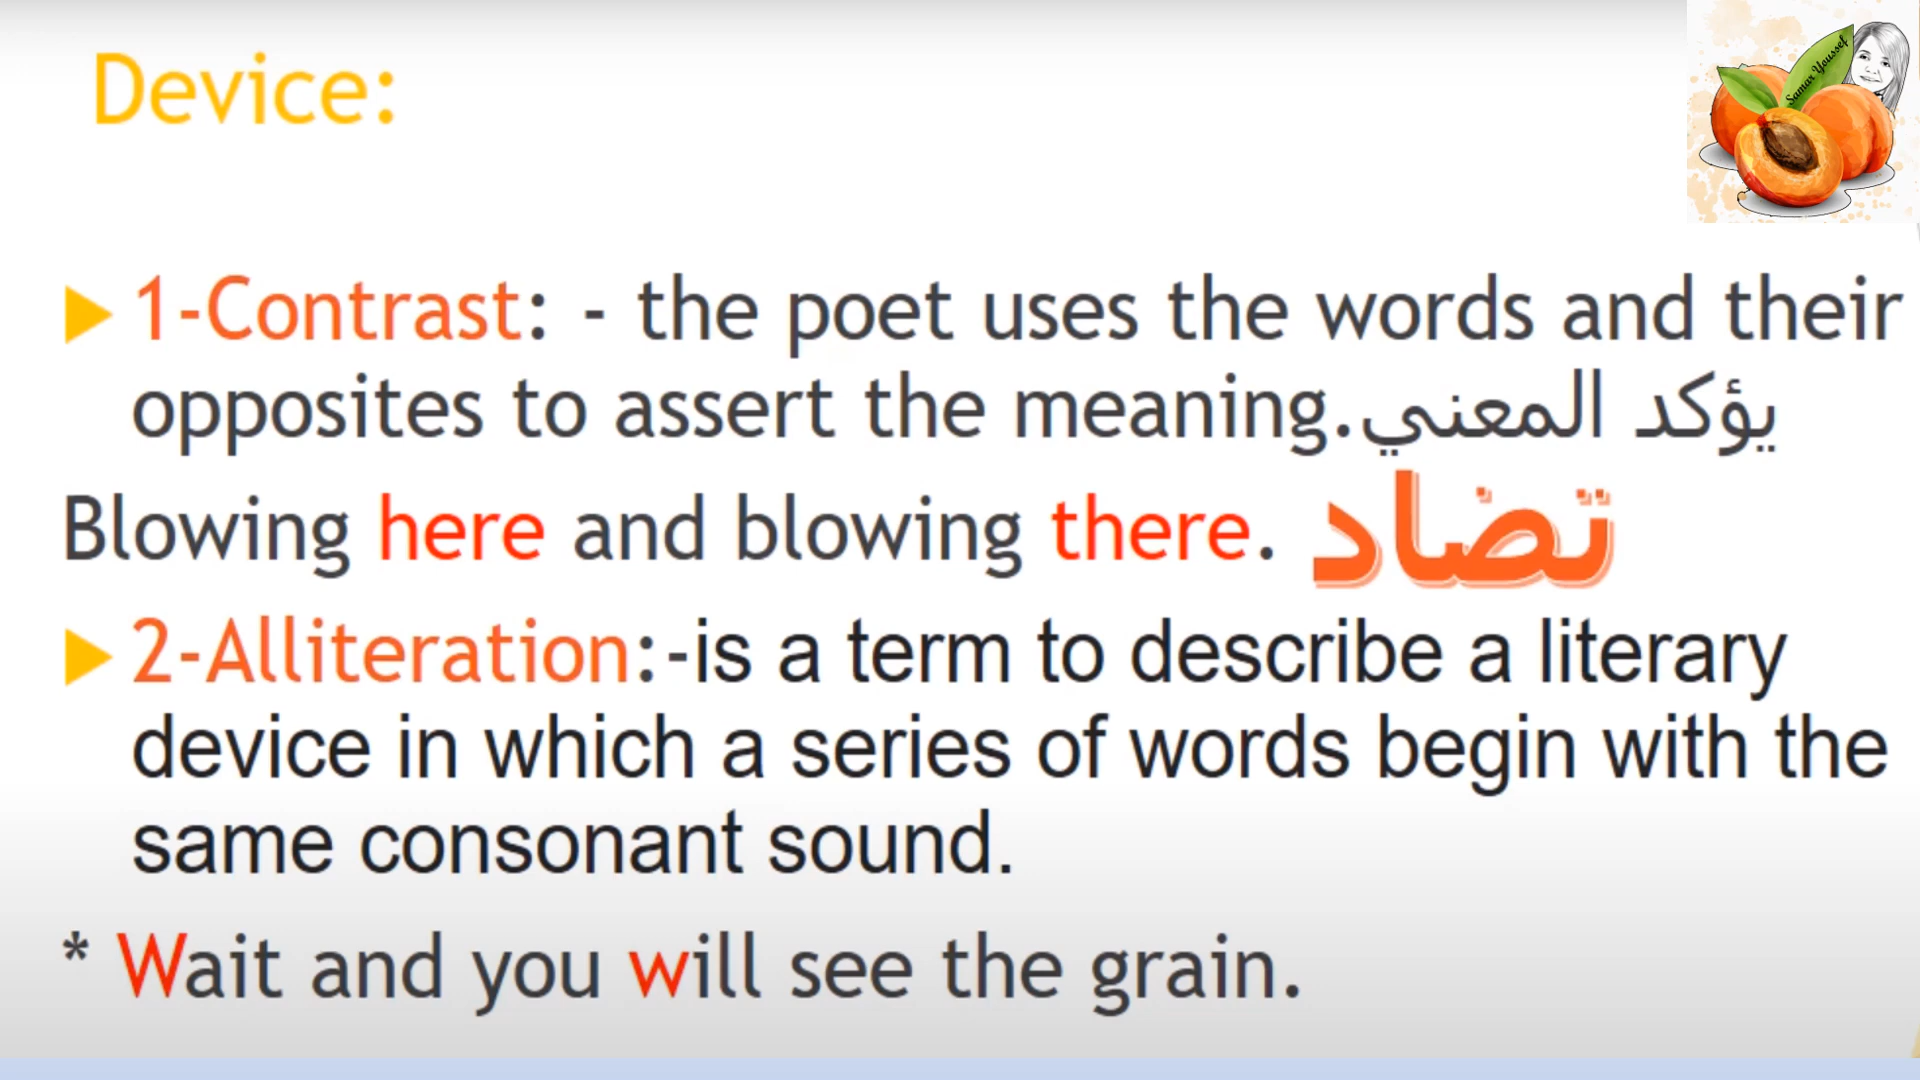 Device:
Samar Youssef
1-Contrast: - the poet uses the words and their
opposites to assert the meaning.يؤكد المعني
Blowing here and blowing there. تضاد
2-Alliteration:-is a term to describe a literary
device in which a series of words begin with the
same consonant sound.
* Wait and you will see the grain.